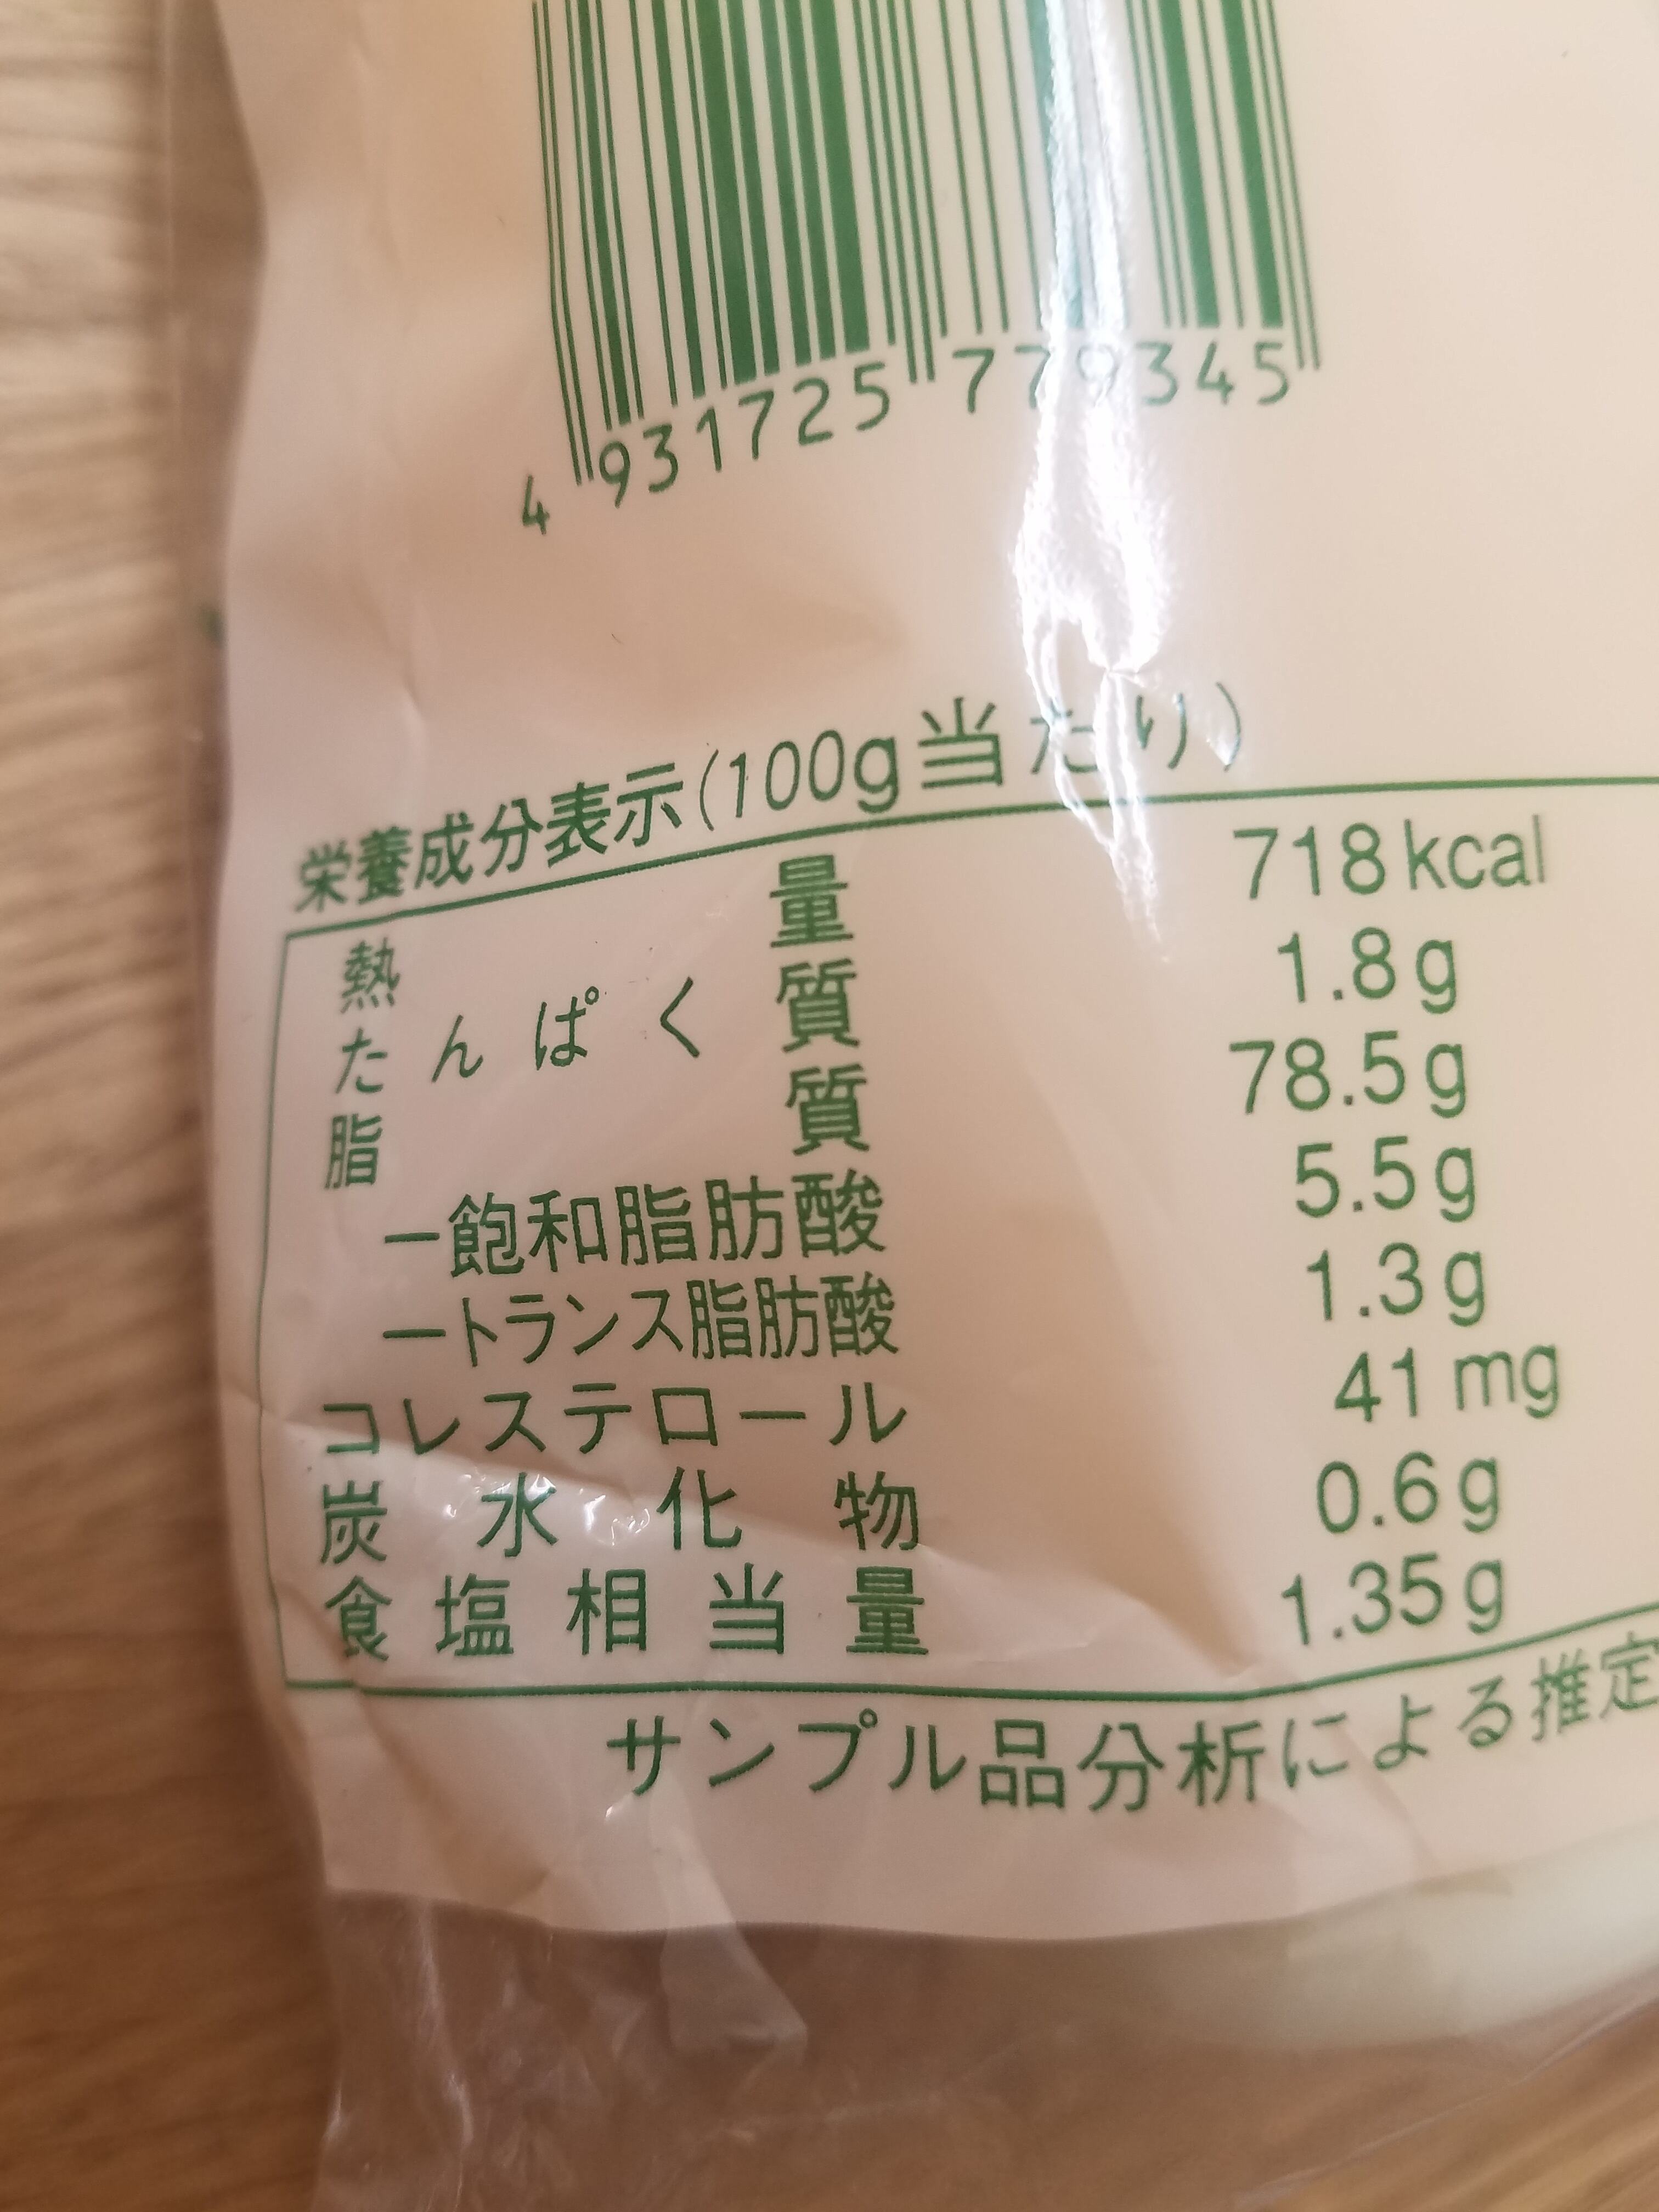 4 931725 779345
栄養成分表示(100g当たり)
熱量 718kcal
たんぱく質 1.8g
脂質 78.5g
ー飽和脂肪酸 5.5g
ートランス脂肪酸 1.3g
コレステロール 41mg
炭水化物 0.6g
食塩相当量 1.35g
サンプル品分析による推定